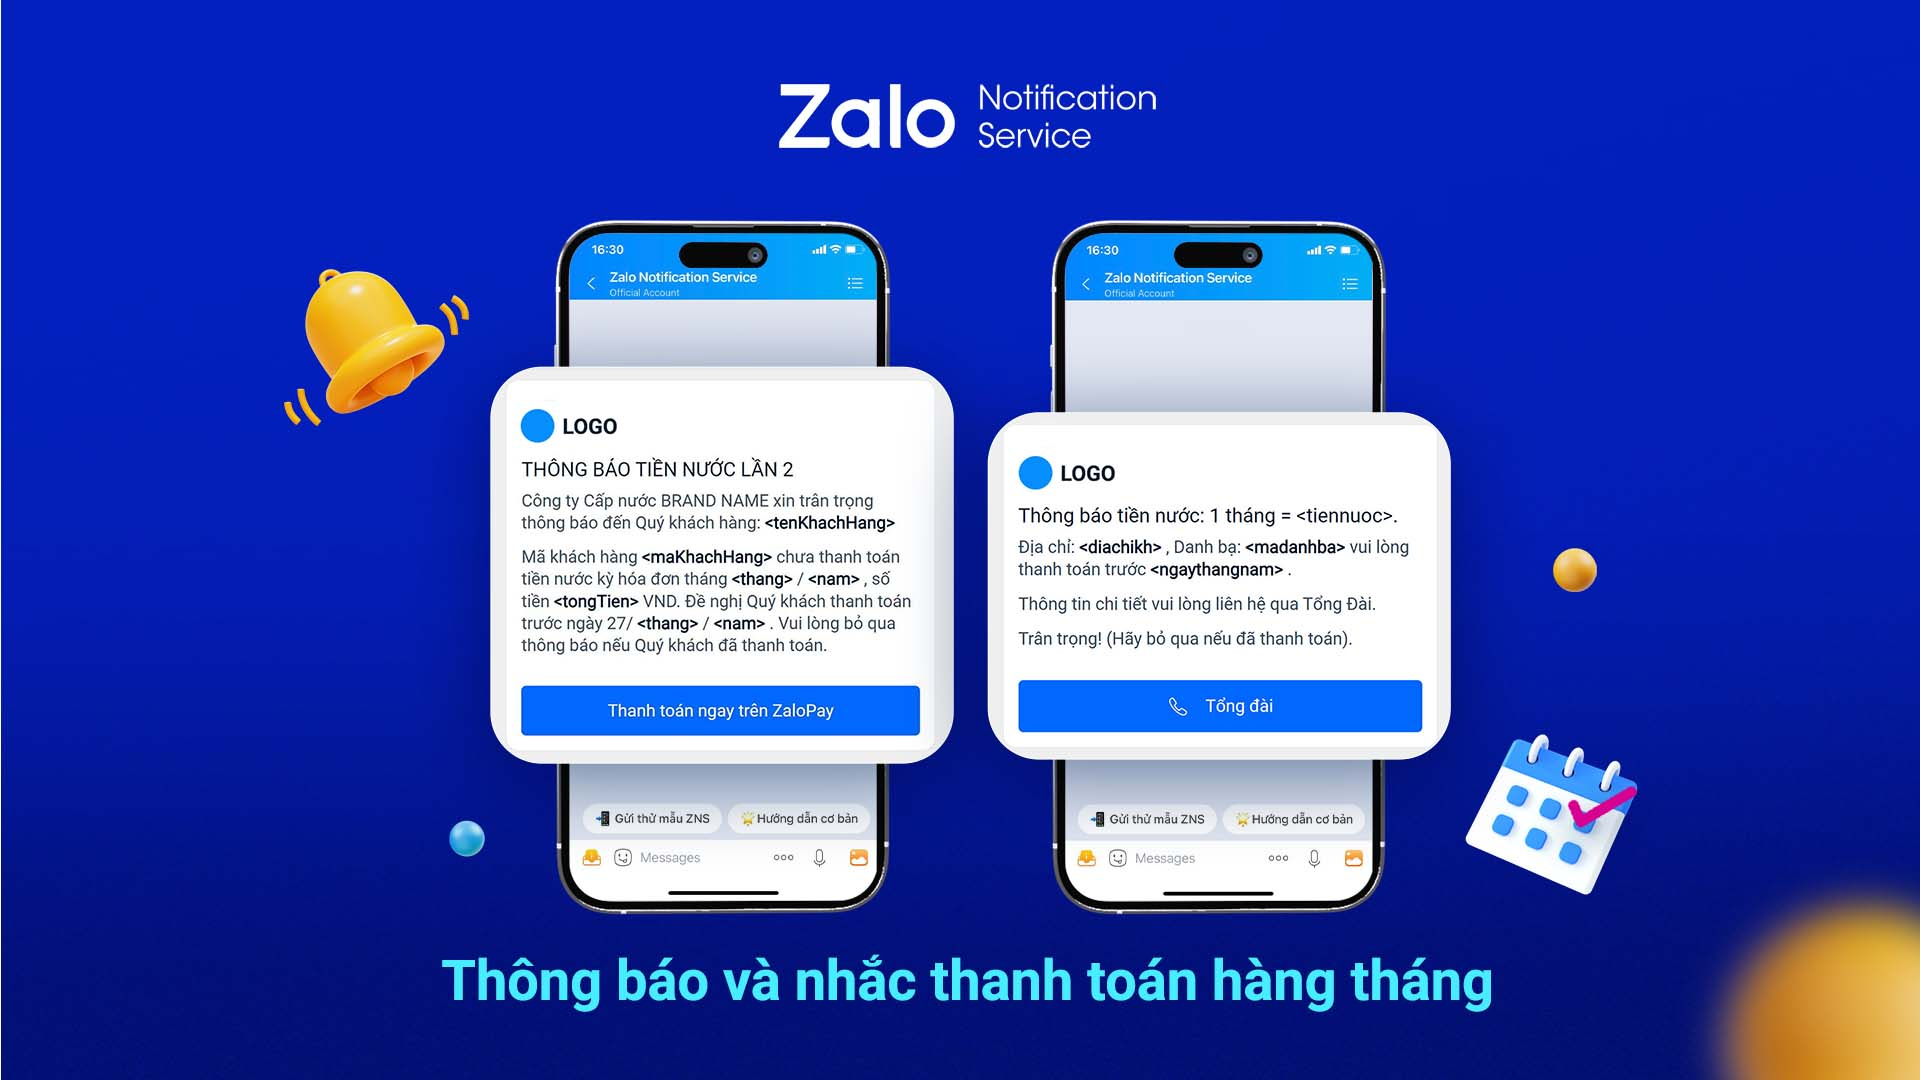 Zalo Notification
Service
16:30
Zalo Notification Service
Official Account
LOGO
THÔNG BÁO TIỀN NƯỚC LẦN 2
Công ty Cấp nước BRAND NAME xin trân trọng
thông báo đến Quý khách hàng: <tenKhachHang>
Mã khách hàng <maKhachHang> chưa thanh toán
tiền nước kỳ hóa đơn tháng <thang> / <nam> , số
tiền <tongTien> VND. Đề nghị Quý khách thanh toán
trước ngày 27/ <thang> / <nam> . Vui lòng bỏ qua
thông báo nếu Quý khách đã thanh toán.
Thanh toán ngay trên ZaloPay
Gửi thử mẫu ZNS
Hướng dẫn cơ bản
Messages
16:30
Zalo Notification Service
Official Account
LOGO
Thông báo tiền nước: 1 tháng = <tiennuoc>.
Địa chỉ: <diachikh> , Danh bạ: <madanhba> vui lòng
thanh toán trước <ngaythangnam> .
Thông tin chi tiết vui lòng liên hệ qua Tổng Đài.
Trân trọng! (Hãy bỏ qua nếu đã thanh toán).
Tổng đài
Gửi thử mẫu ZNS
Hướng dẫn cơ bản
Messages
Thông báo và nhắc thanh toán hàng tháng